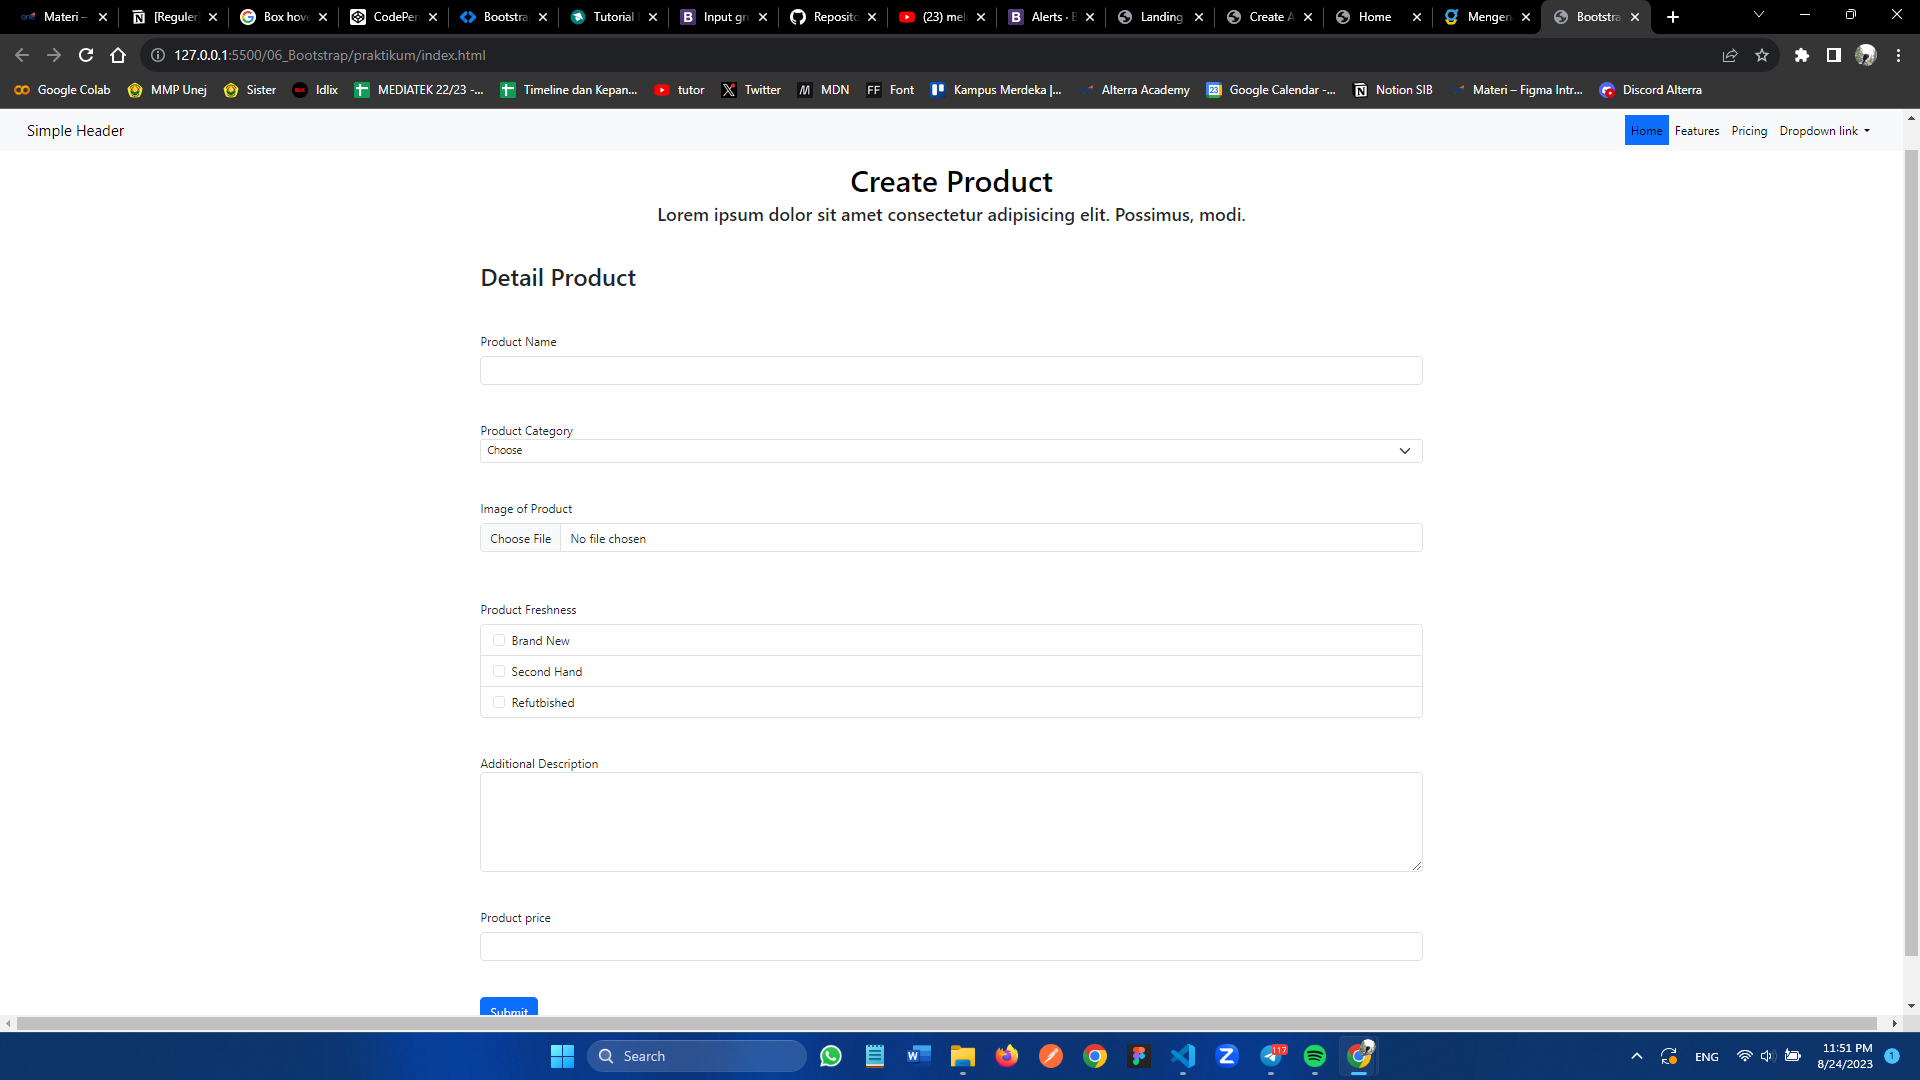 Materi –
[Reguler]
Box hove
CodePen
Bootstra
Tutorial
Input gro
Reposito
(23) mel
Alerts · B
Landing
Create A
Home
Mengen
Bootstra
127.0.0.1:5500/06_Bootstrap/praktikum/index.html
Google Colab
MMP Unej
Sister
Idlix
MEDIATEK 22/23 -...
Timeline dan Kepan...
tutor
Twitter
MDN
FF Font
Kampus Merdeka |...
Alterra Academy
Google Calendar -...
Notion SIB
Materi – Figma Intr...
Discord Alterra
Simple Header
Home
Features
Pricing
Dropdown link
Create Product
Lorem ipsum dolor sit amet consectetur adipisicing elit. Possimus, modi.
Detail Product
Product Name
Product Category
Choose
Image of Product
Choose File No file chosen
Product Freshness
Brand New
Second Hand
Refutbished
Additional Description
Product price
Submit
Search
117
ENG
11:51 PM
8/24/2023
1